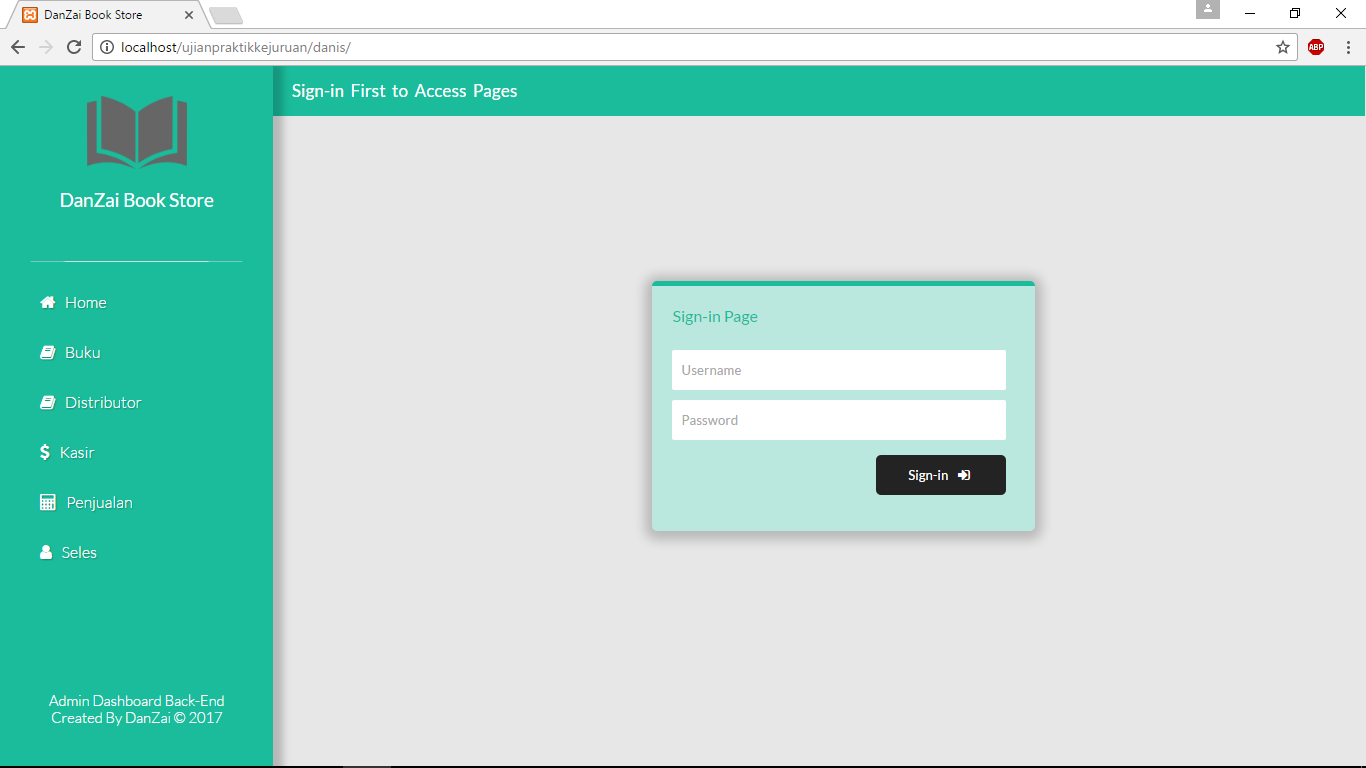 DanZai Book Store
localhost/ujianpraktikkejuruan/danis/
ABP
DanZai Book Store
Home
Buku
Distributor
Kasir
Penjualan
Seles
Admin Dashboard Back-End
Created By DanZai © 2017
Sign-in First to Access Pages
Sign-in Page
Username
Password
Sign-in